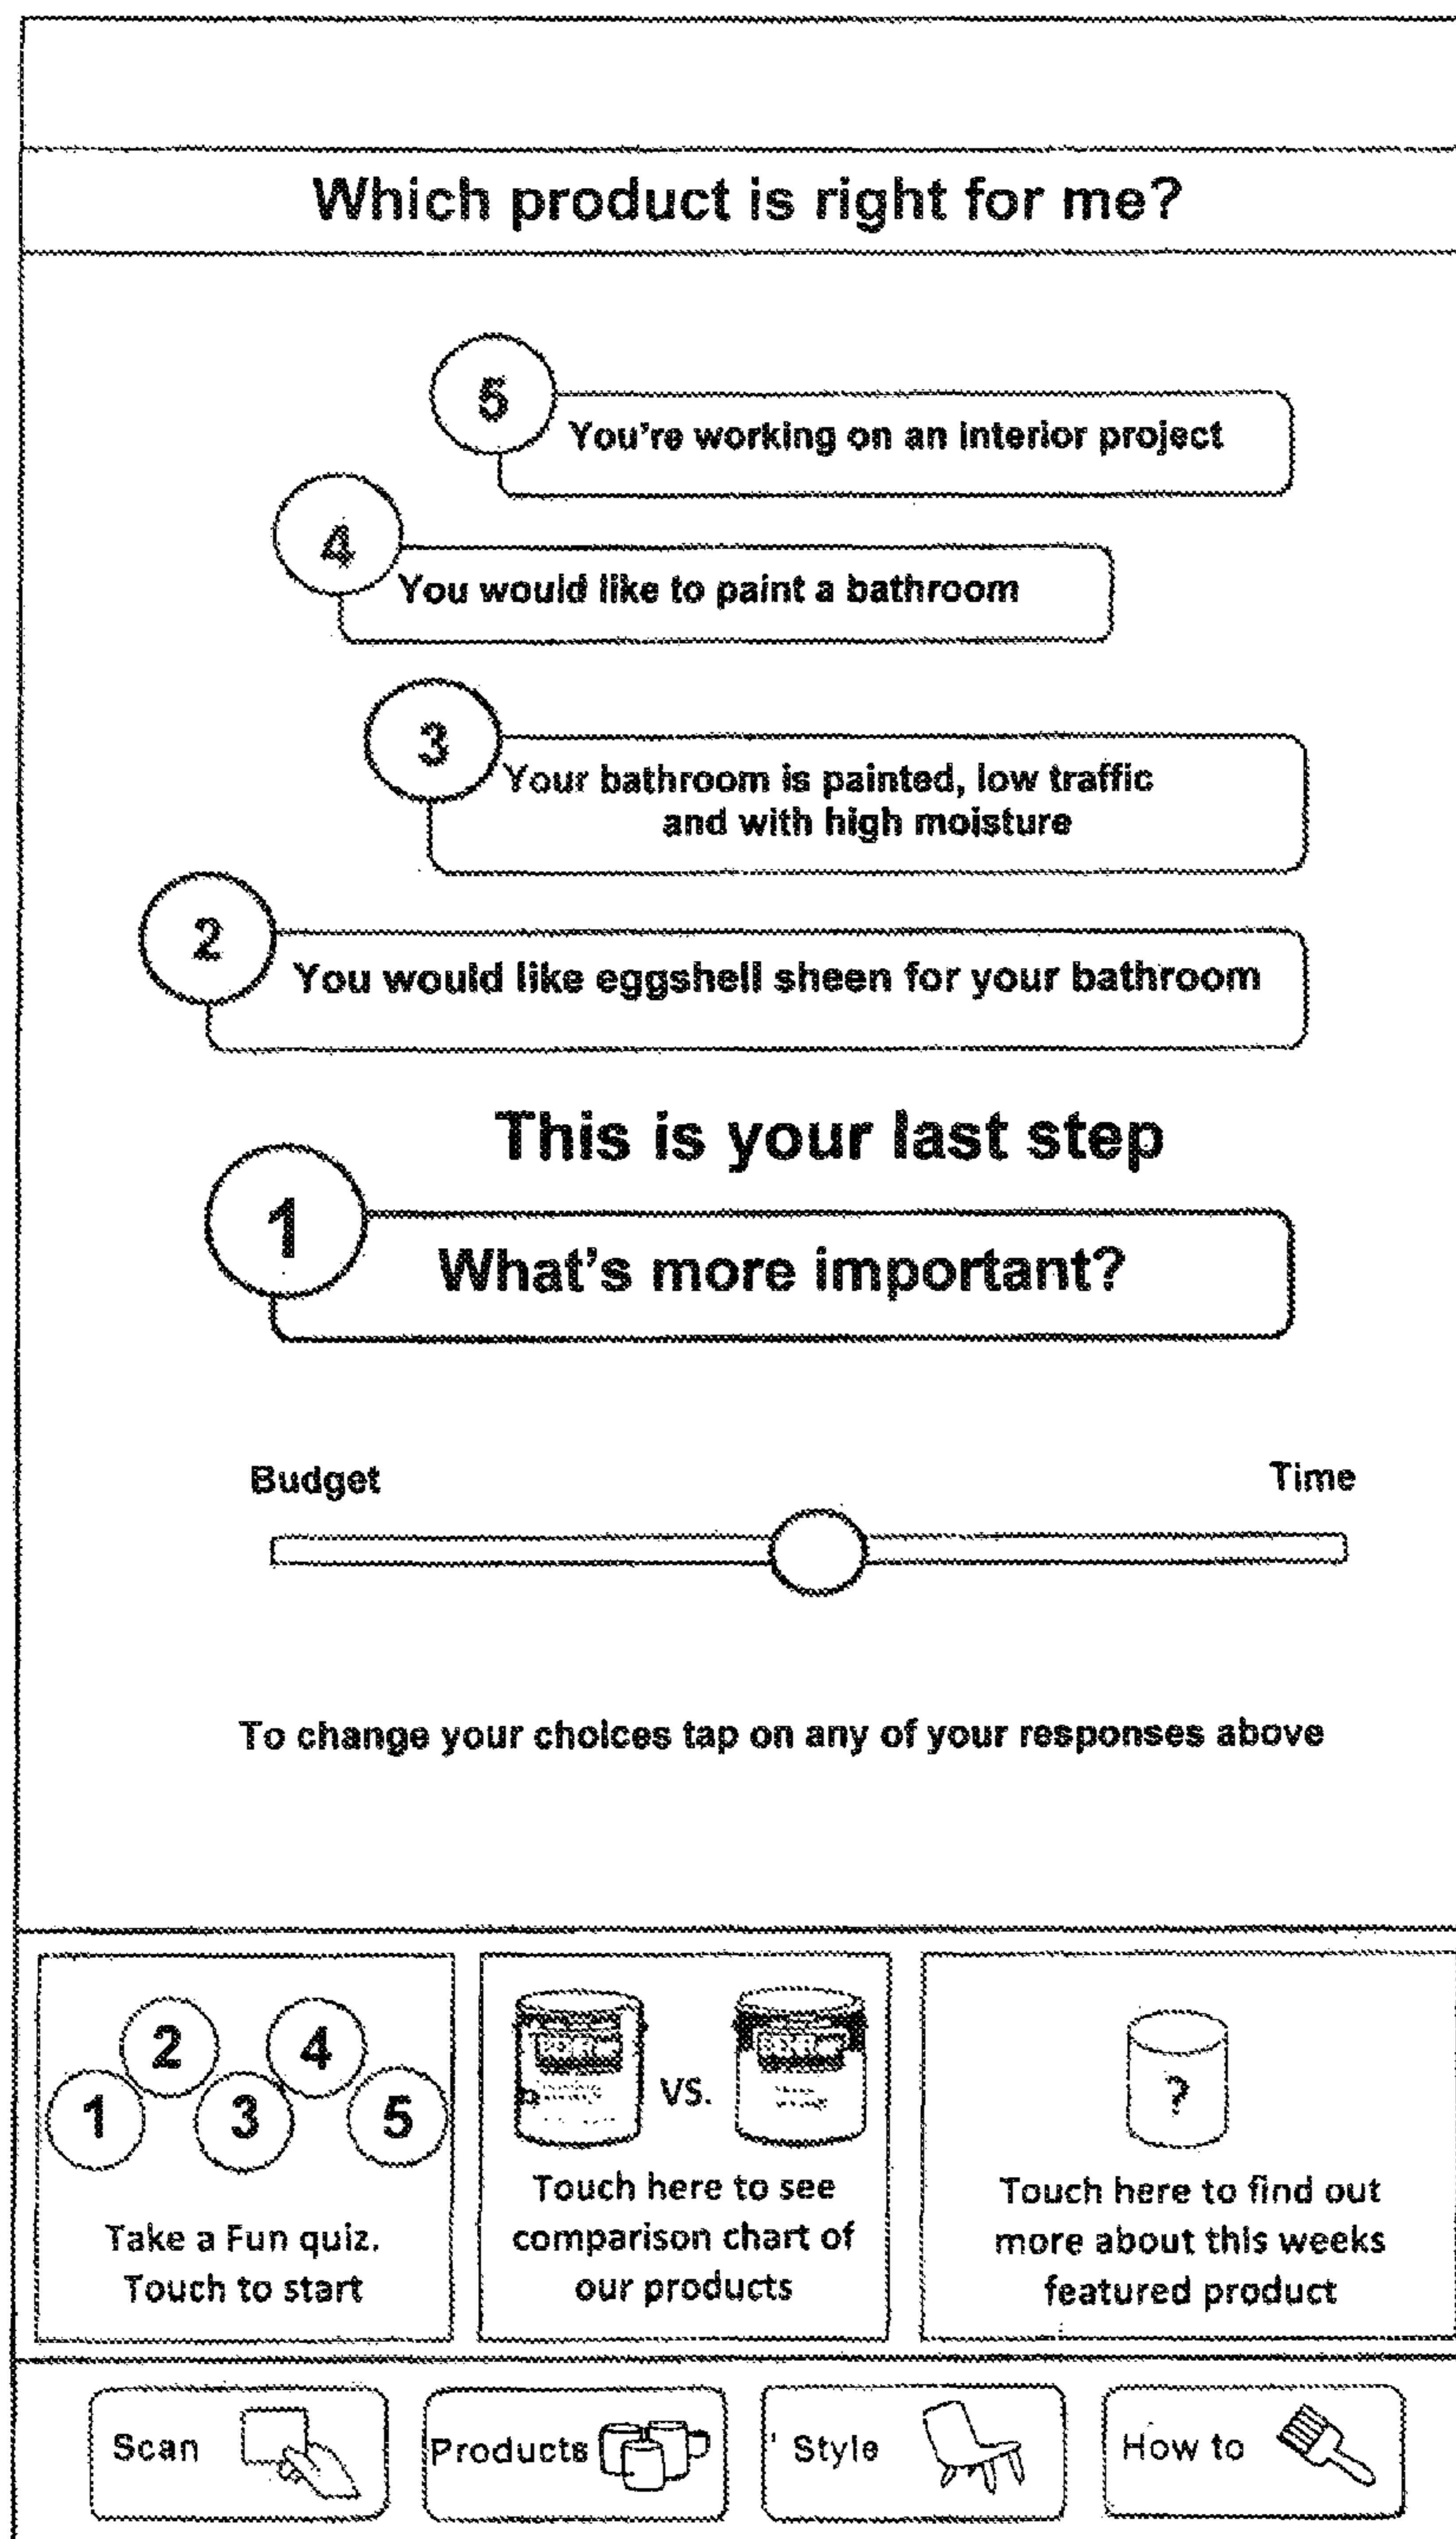 Which product is right for me?
5
You're working on an interior project
4
You would like to paint a bathroom
3
Your bathroom is painted, low traffic
and with high moisture
2
You would like eggshell sheen for your bathroom
This is your last step
1
What's more important?
Budget
Time
To change your choices tap on any of your responses above
1
2
3
4
5
Take a Fun quiz.
Touch to start
VS.
Touch here to see
comparison chart of
our products
?
Touch here to find out
more about this weeks
featured product
Scan
Products
' Style
How to